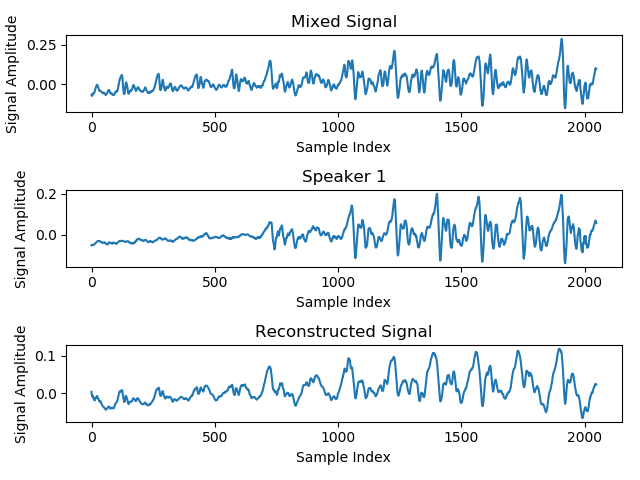 Mixed Signal
Signal Amplitude
0.25
0.00
0 500 1000 1500 2000
Sample Index
Speaker 1
Signal Amplitude
0.2
0.0
0 500 1000 1500 2000
Sample Index
Reconstructed Signal
Signal Amplitude
0.1
0.0
0 500 1000 1500 2000
Sample Index